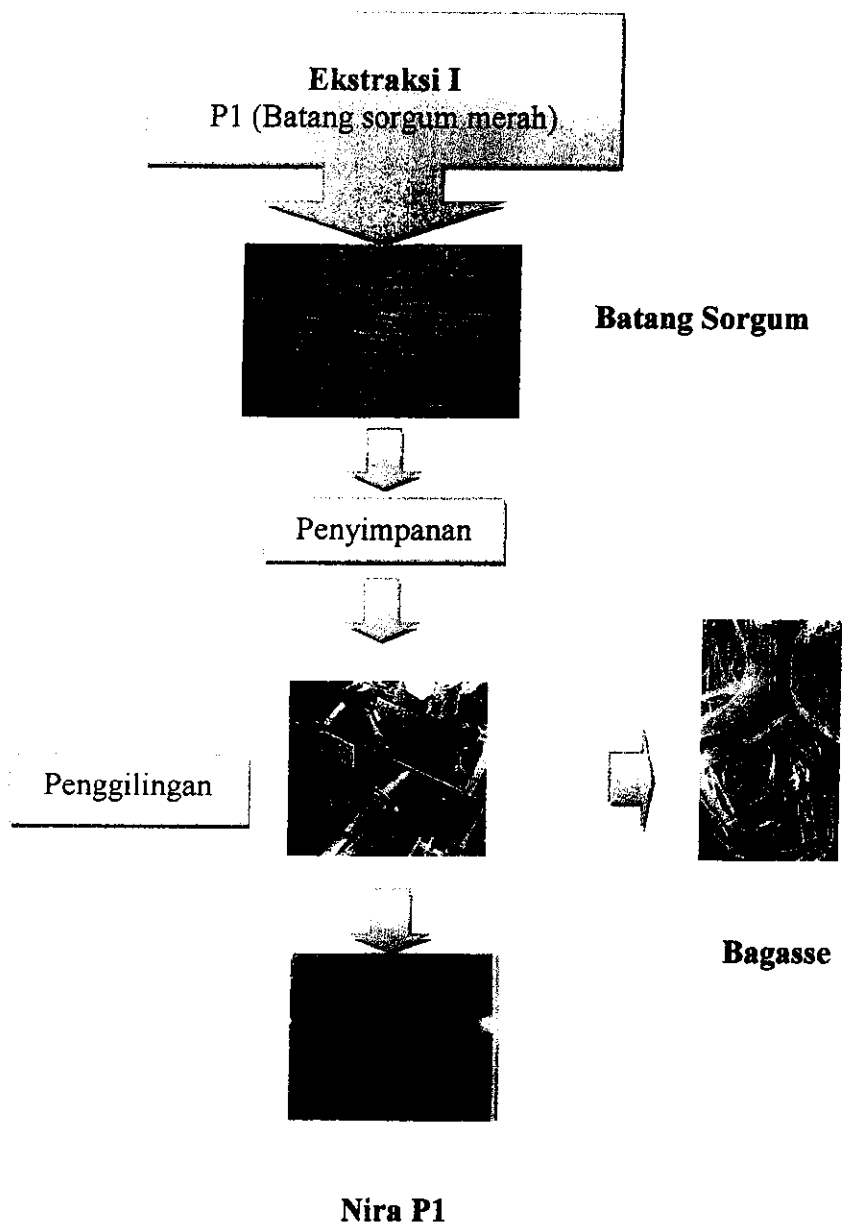 Ekstraksi I
P1 (Batang sorgum merah)
Batang Sorgum
Penyimpanan
Penggilingan
Bagasse
Nira P1